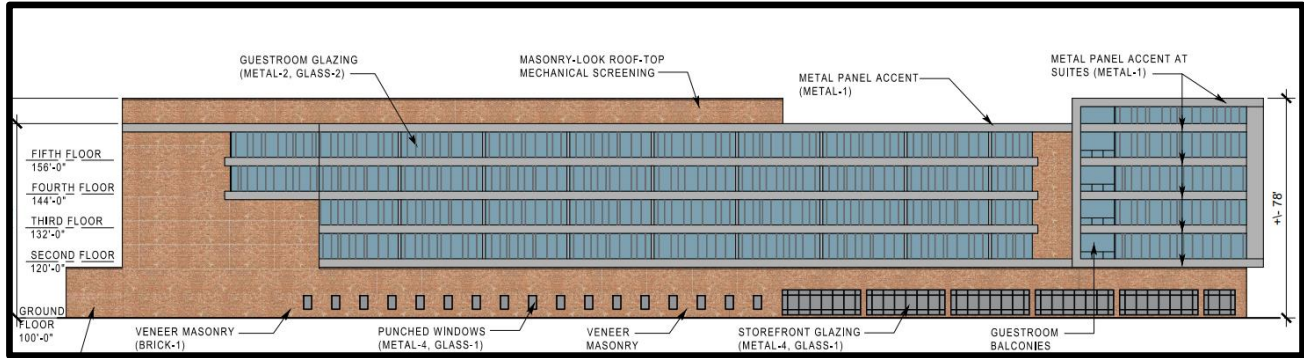 GUESTROOM GLAZING
(METAL-2, GLASS-2)
MASONRY-LOOK ROOF-TOP
MECHANICAL SCREENING
METAL PANEL ACCENT
(METAL-1)
METAL PANEL ACCENT AT
SUITES (METAL-1)
FIFTH FLOOR
156'-0"
FOURTH FLOOR
144'-0"
THIRD FLOOR
132'-0"
SECOND FLOOR
120'-0"
GROUND
FLOOR
100'-0"
+\- 78'
VENEER MASONRY
(BRICK-1)
PUNCHED WINDOWS
(METAL-4, GLASS-1)
VENEER
MASONRY
STOREFRONT GLAZING
(METAL-4, GLASS-1)
GUESTROOM
BALCONIES